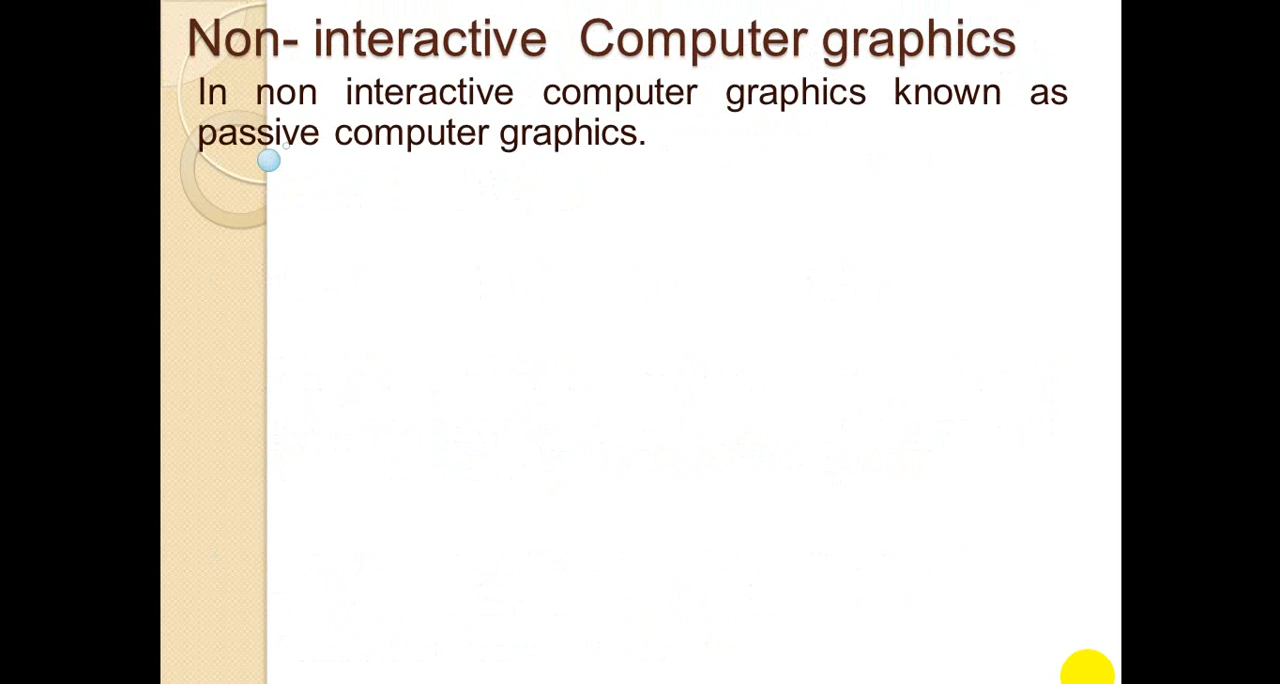 Non- interactive Computer graphics
In non interactive computer graphics known as
passive computer graphics.